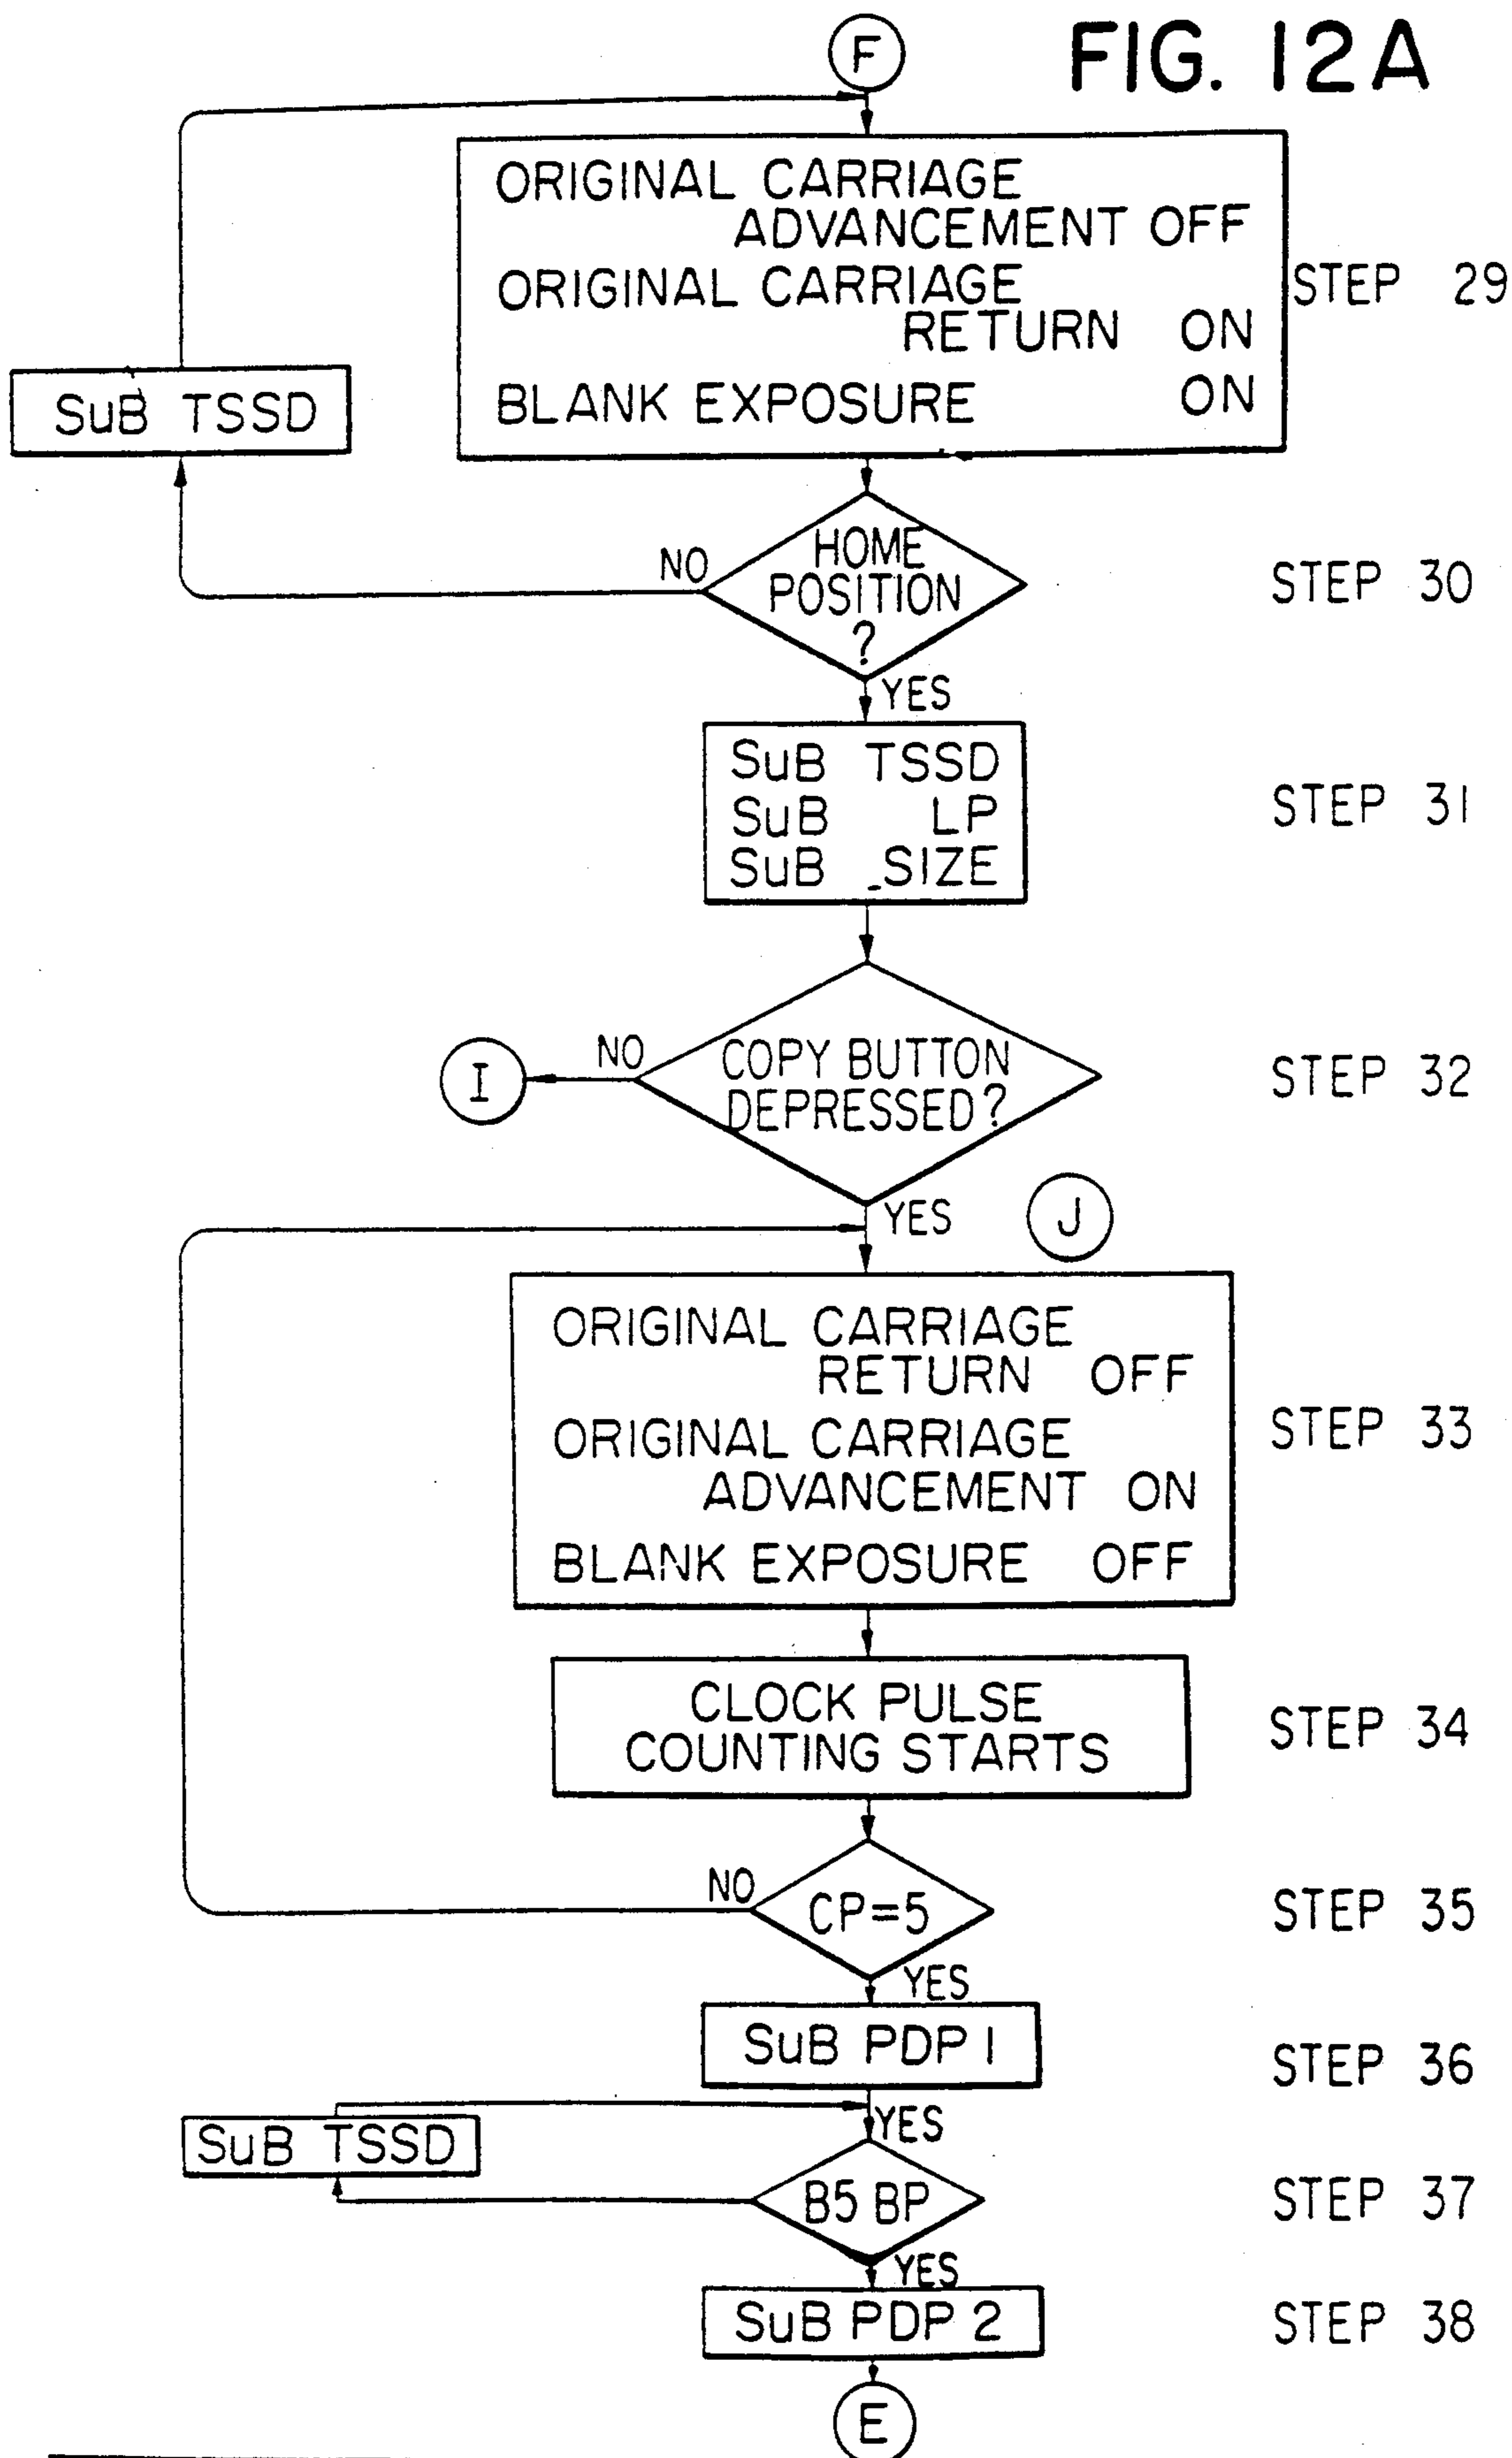 F
FIG. 12A
ORIGINAL CARRIAGE
ADVANCEMENT OFF
ORIGINAL CARRIAGE
RETURN ON
BLANK EXPOSURE ON
STEP 29
SuB TSSD
NO
HOME
POSITION
?
STEP 30
YES
SuB TSSD
SuB LP
SuB SIZE
STEP 31
I
NO
COPY BUTTON
DEPRESSED?
STEP 32
YES
J
ORIGINAL CARRIAGE
RETURN OFF
ORIGINAL CARRIAGE
ADVANCEMENT ON
BLANK EXPOSURE OFF
STEP 33
CLOCK PULSE
COUNTING STARTS
STEP 34
NO
CP=5
STEP 35
YES
SuB PDP 1
STEP 36
SuB TSSD
YES
B5 BP
STEP 37
YES
SuB PDP 2
STEP 38
E